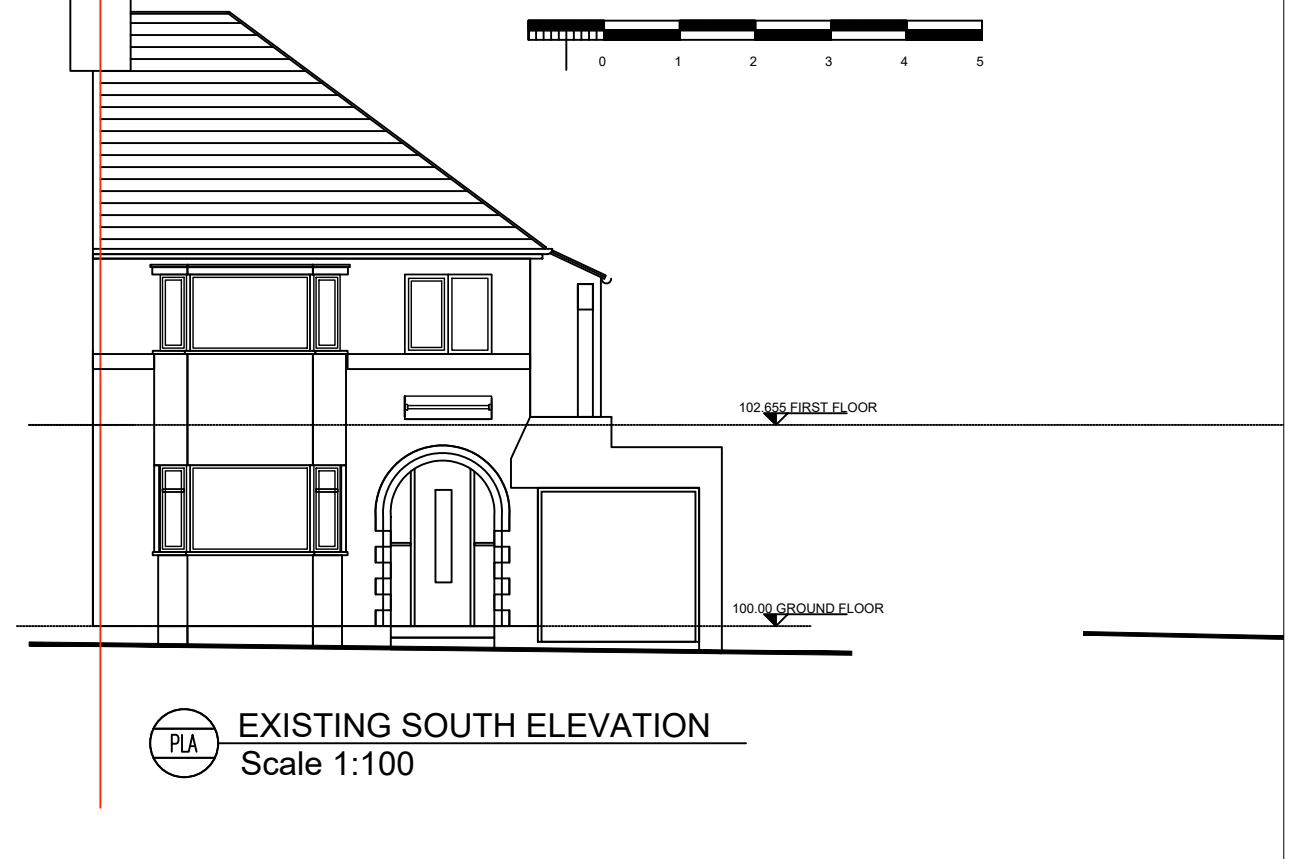 0 1 2 3 4 5
102.655 FIRST FLOOR
100.00 GROUND FLOOR
PLA
EXISTING SOUTH ELEVATION
Scale 1:100